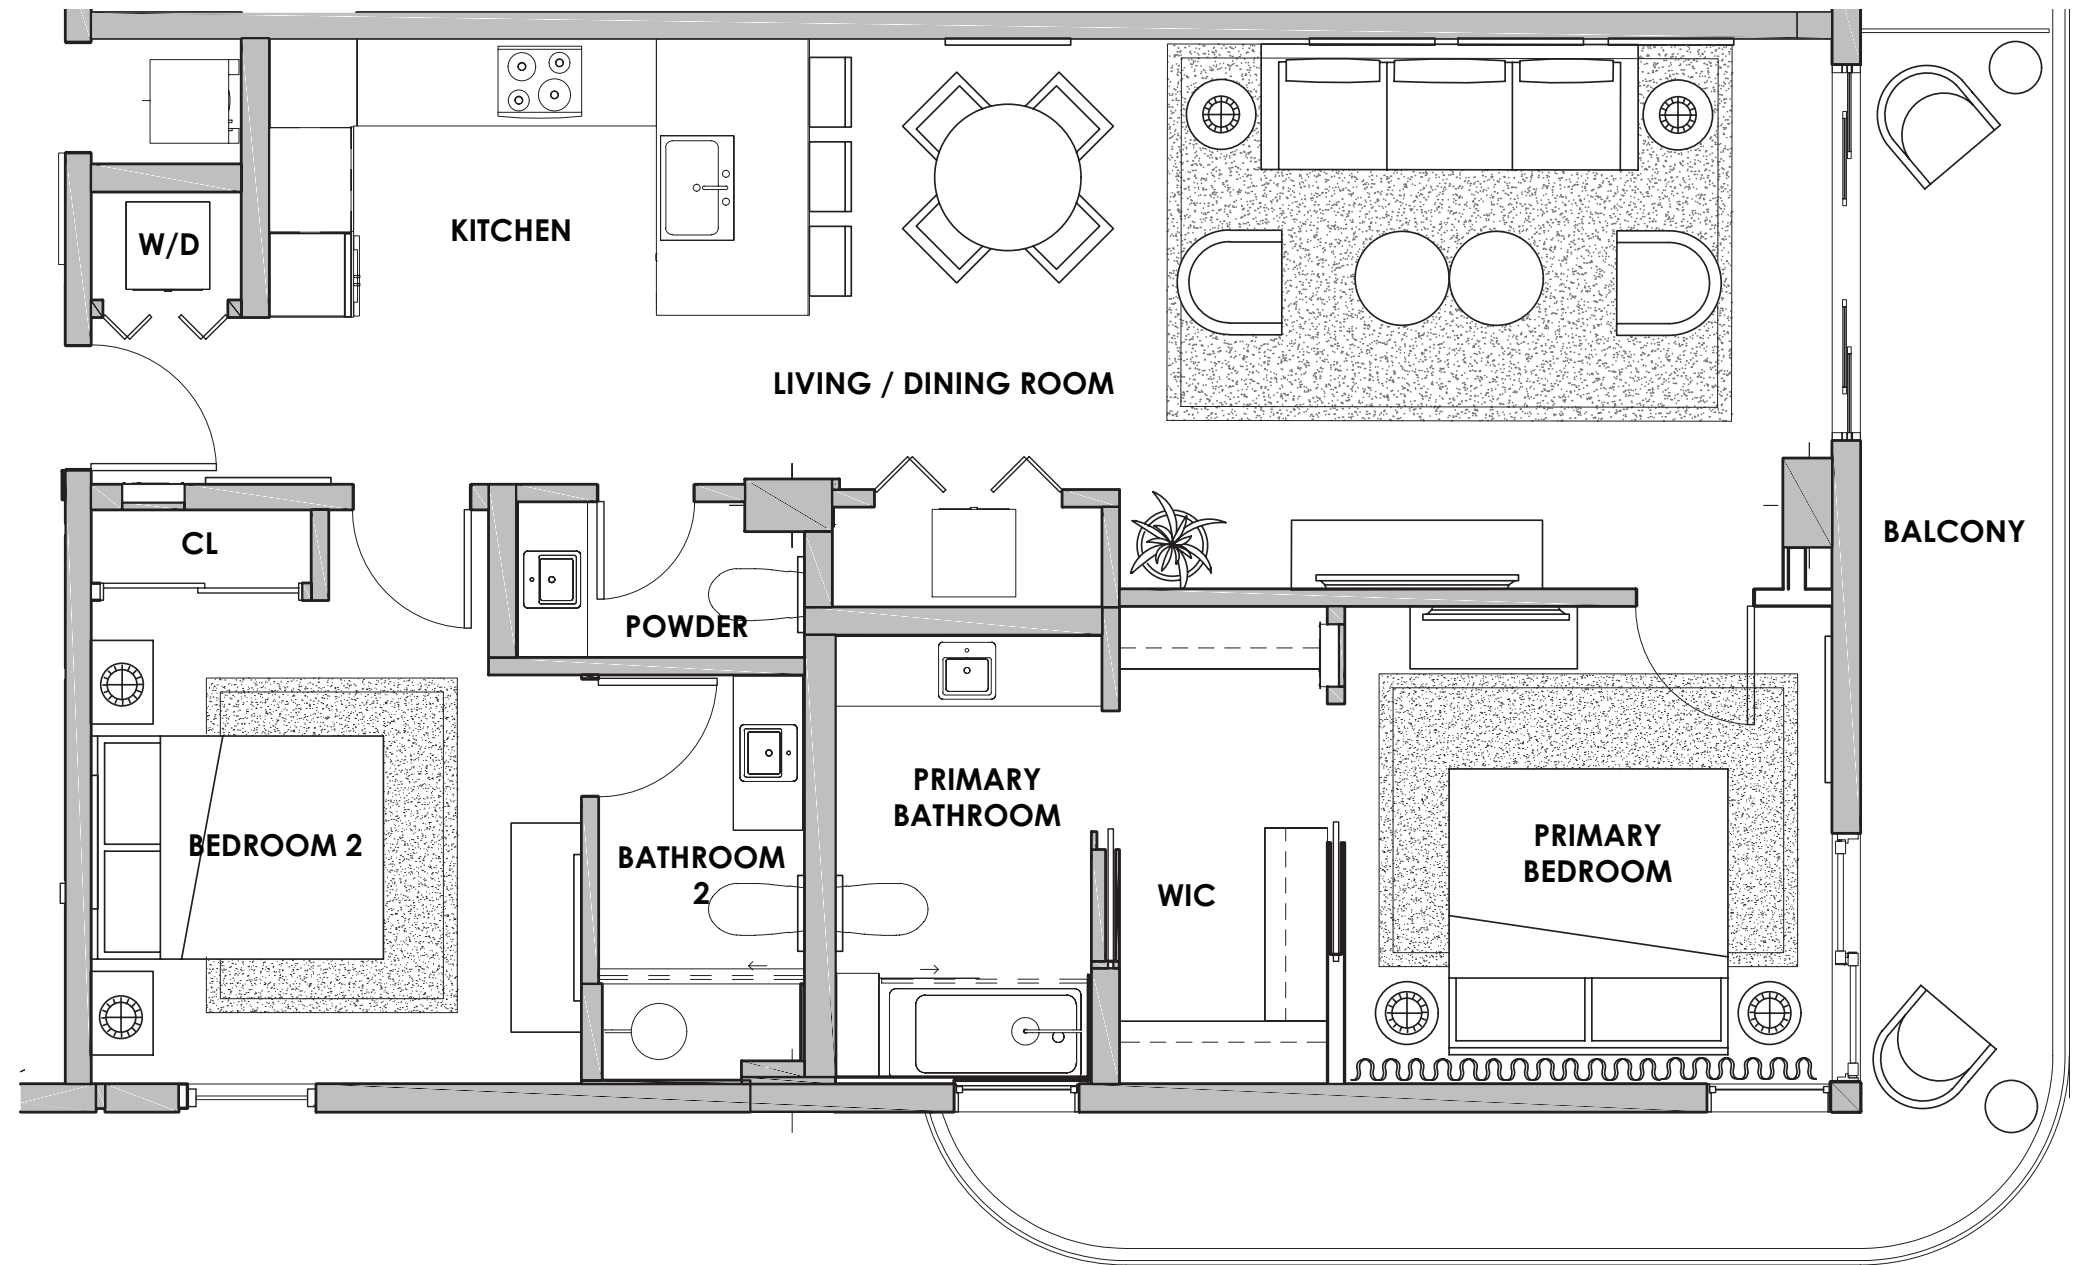 W/D
KITCHEN
LIVING / DINING ROOM
BALCONY
CL
POWDER
PRIMARY
BATHROOM
BEDROOM 2
BATHROOM
2
WIC
PRIMARY
BEDROOM